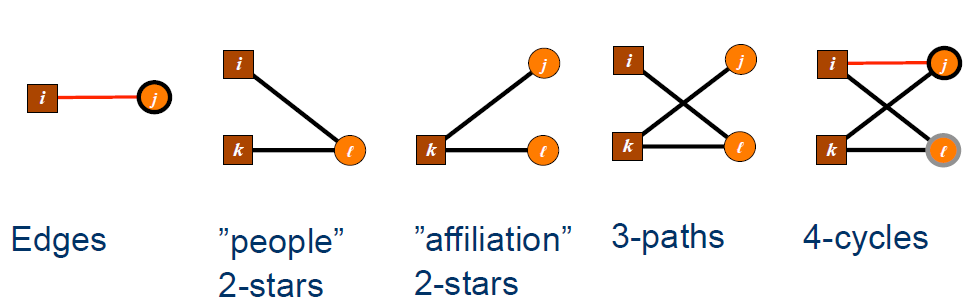 i
j
i
k
ℓ
j
k
ℓ
i
j
k
ℓ
i
j
k
ℓ
Edges
”people”
2-stars
”affiliation”
2-stars
3-paths
4-cycles